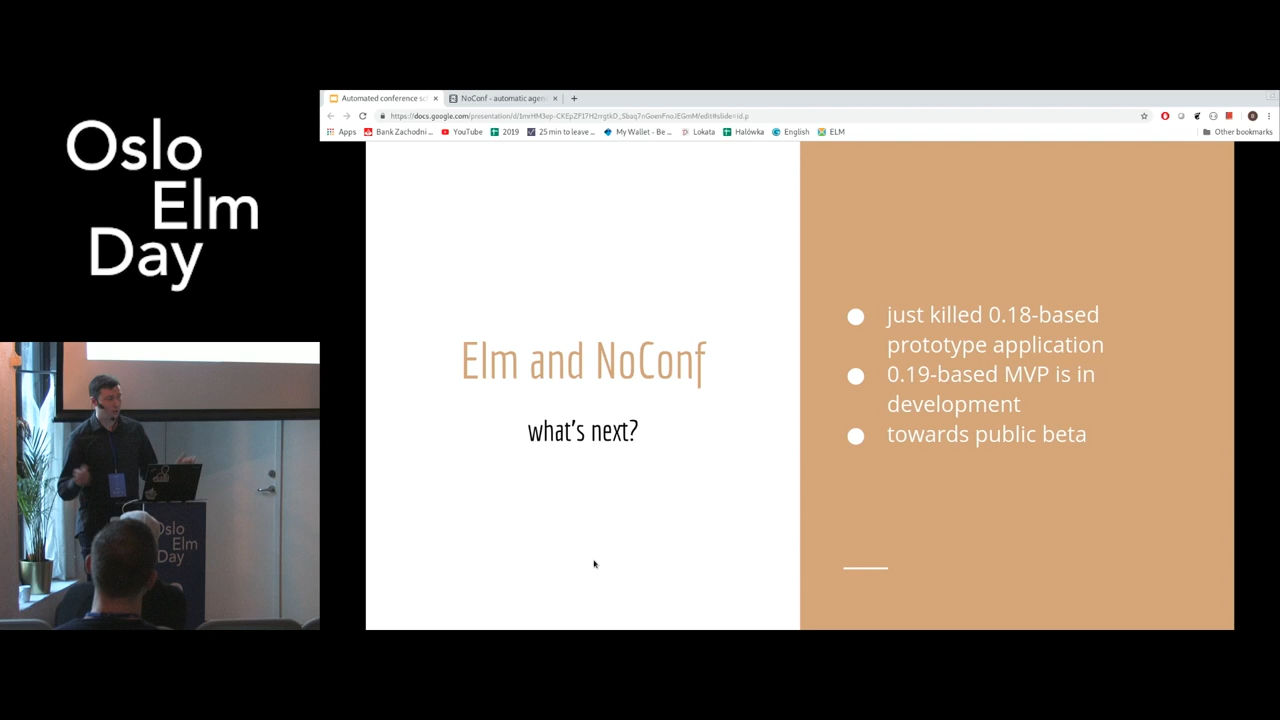 Oslo
Elm
Day
Automated conference sc
NoConf - automatic agen
Apps
Bank Zachodni ...
YouTube
2019
25 min to leave ...
My Wallet - Be ...
Lokata
Halówka
English
ELM
Other bookmarks
Elm and NoConf
what's next?
just killed 0.18-based
prototype application
0.19-based MVP is in
development
towards public beta
Oslo
Elm
Day